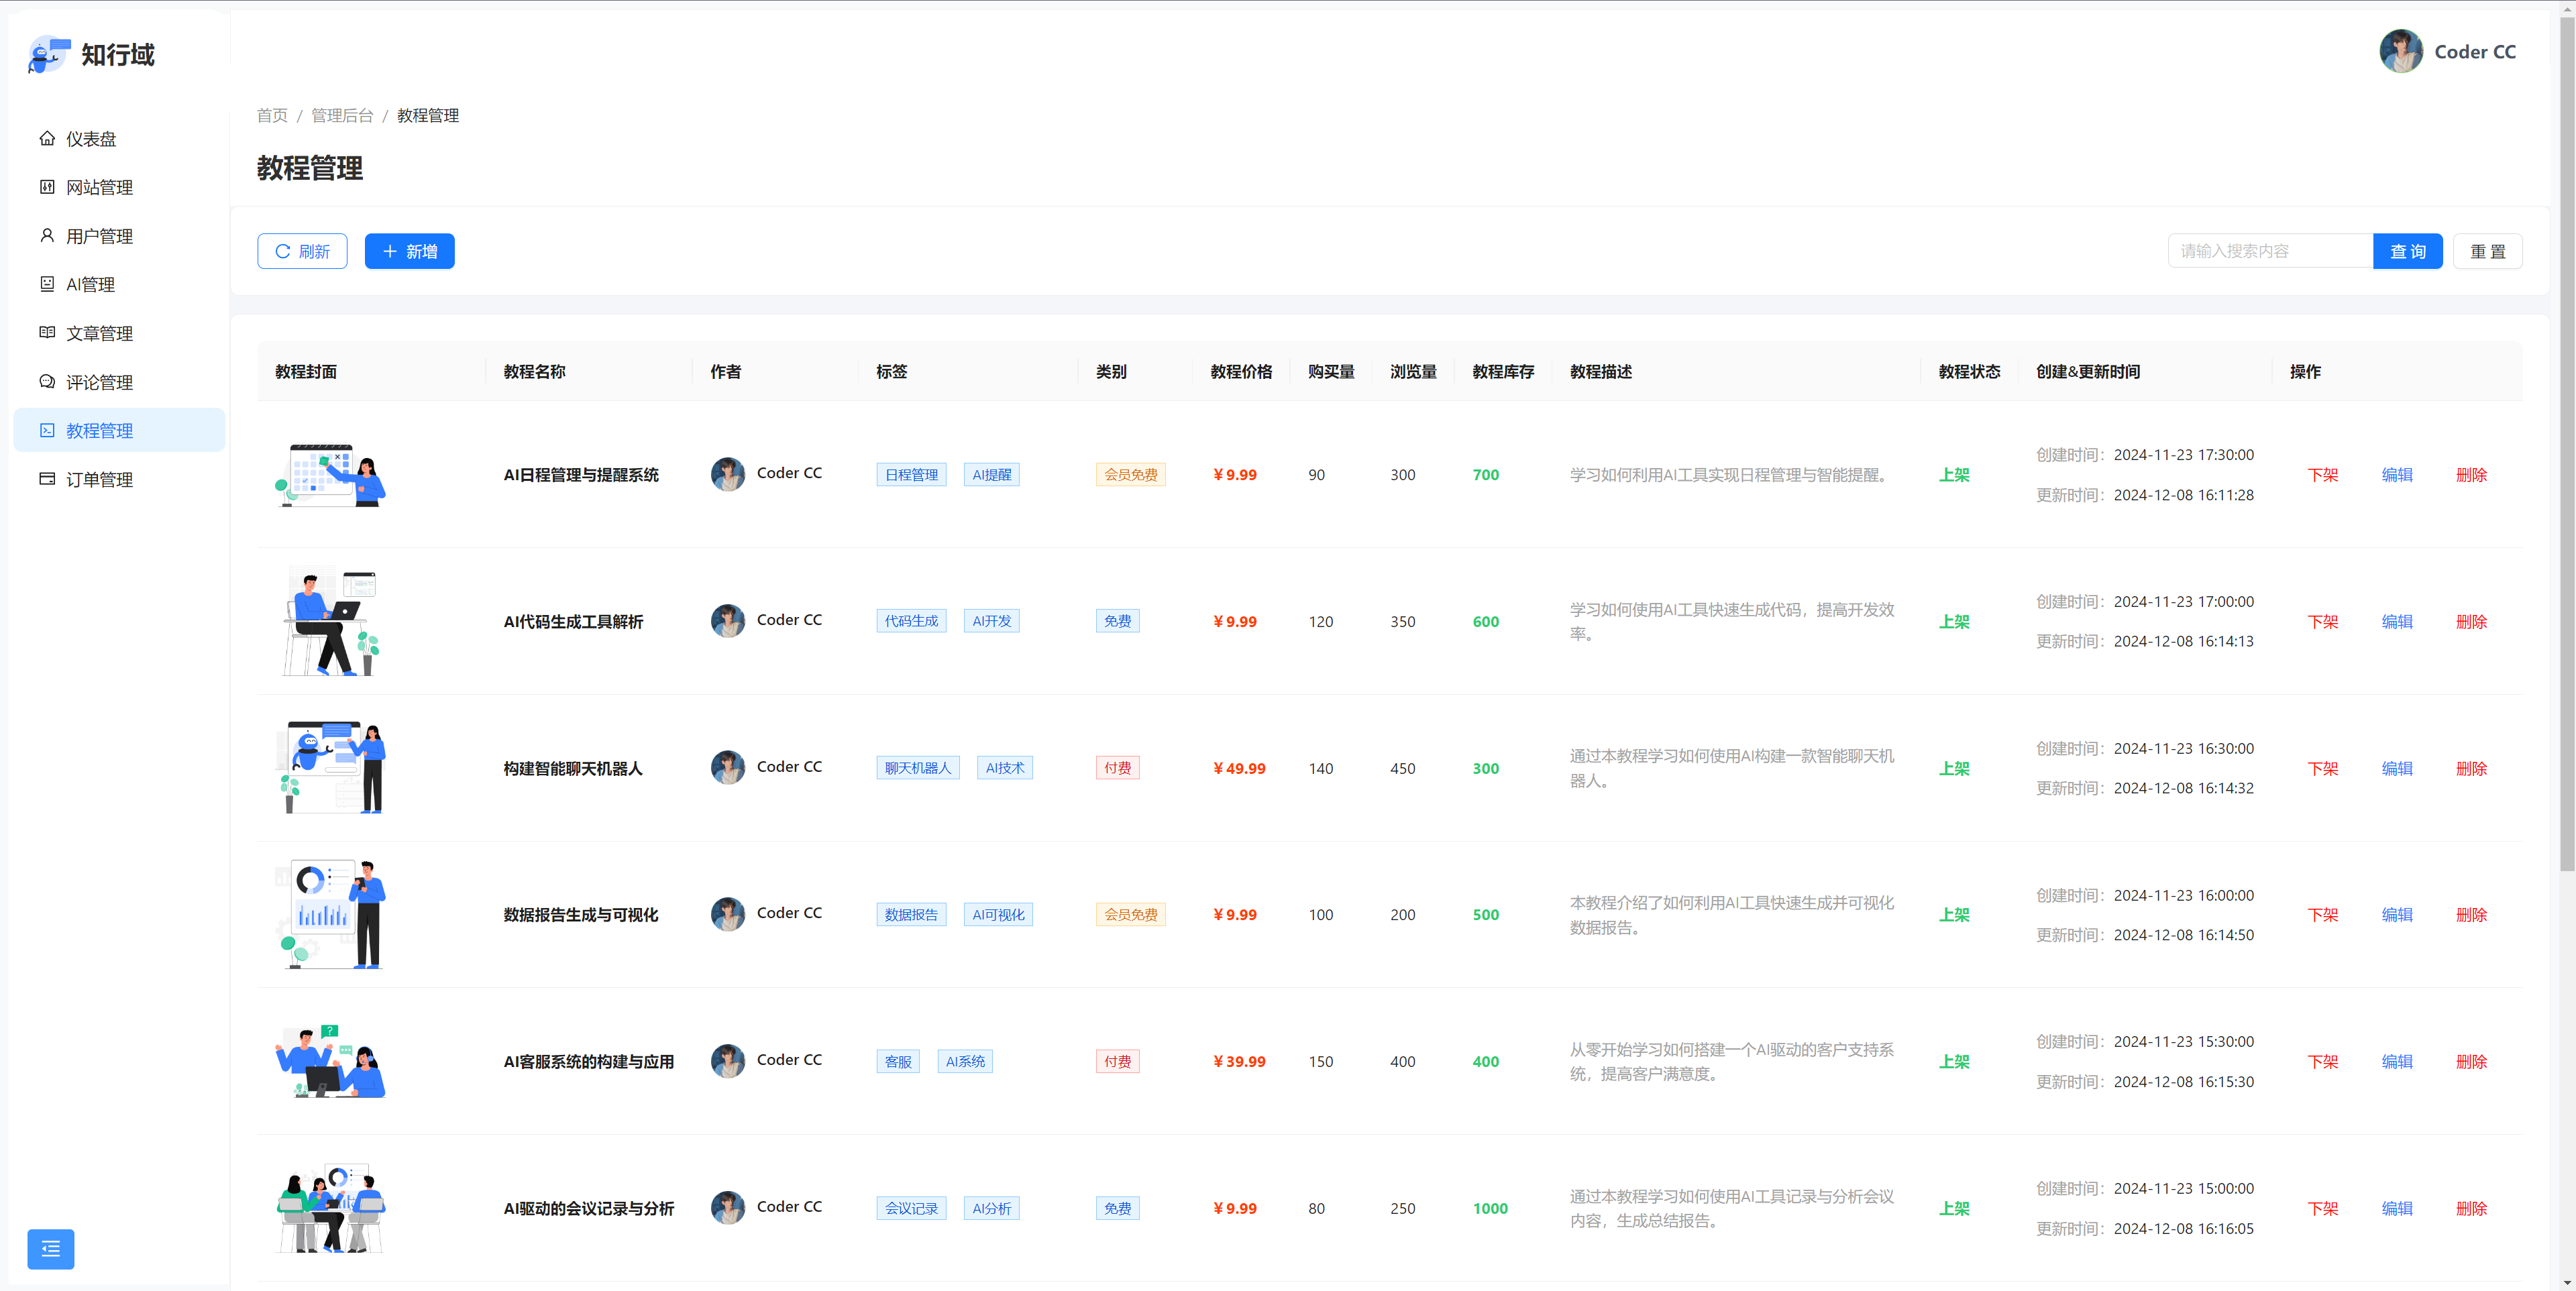 知行域
Coder CC
首页 / 管理后台 / 教程管理
教程管理
仪表盘
网站管理
用户管理
AI管理
文章管理
评论管理
教程管理
订单管理
刷新
新增
请输入搜索内容
查 询
重 置
教程封面 教程名称 作者 标签 类别 教程价格 购买量 浏览量 教程库存 教程描述 教程状态 创建&更新时间 操作
AI日程管理与提醒系统 Coder CC 日程管理 AI提醒 会员免费 ¥ 9.99 90 300 700 学习如何利用AI工具实现日程管理与智能提醒。 上架 创建时间：2024-11-23 17:30:00
更新时间：2024-12-08 16:11:28
下架 编辑 删除
AI代码生成工具解析 Coder CC 代码生成 AI开发 免费 ¥ 9.99 120 350 600 学习如何使用AI工具快速生成代码，提高开发效
率。
上架 创建时间：2024-11-23 17:00:00
更新时间：2024-12-08 16:14:13
下架 编辑 删除
构建智能聊天机器人 Coder CC 聊天机器人 AI技术 付费 ¥ 49.99 140 450 300 通过本教程学习如何使用AI构建一款智能聊天机
器人。
上架 创建时间：2024-11-23 16:30:00
更新时间：2024-12-08 16:14:32
下架 编辑 删除
数据报告生成与可视化 Coder CC 数据报告 AI可视化 会员免费 ¥ 9.99 100 200 500 本教程介绍了如何利用AI工具快速生成并可视化
数据报告。
上架 创建时间：2024-11-23 16:00:00
更新时间：2024-12-08 16:14:50
下架 编辑 删除
AI客服系统的构建与应用 Coder CC 客服 AI系统 付费 ¥ 39.99 150 400 400 从零开始学习如何搭建一个AI驱动的客户支持系
统，提高客户满意度。
上架 创建时间：2024-11-23 15:30:00
更新时间：2024-12-08 16:15:30
下架 编辑 删除
AI驱动的会议记录与分析 Coder CC 会议记录 AI分析 免费 ¥ 9.99 80 250 1000 通过本教程学习如何使用AI工具记录与分析会议
内容，生成总结报告。
上架 创建时间：2024-11-23 15:00:00
更新时间：2024-12-08 16:16:05
下架 编辑 删除